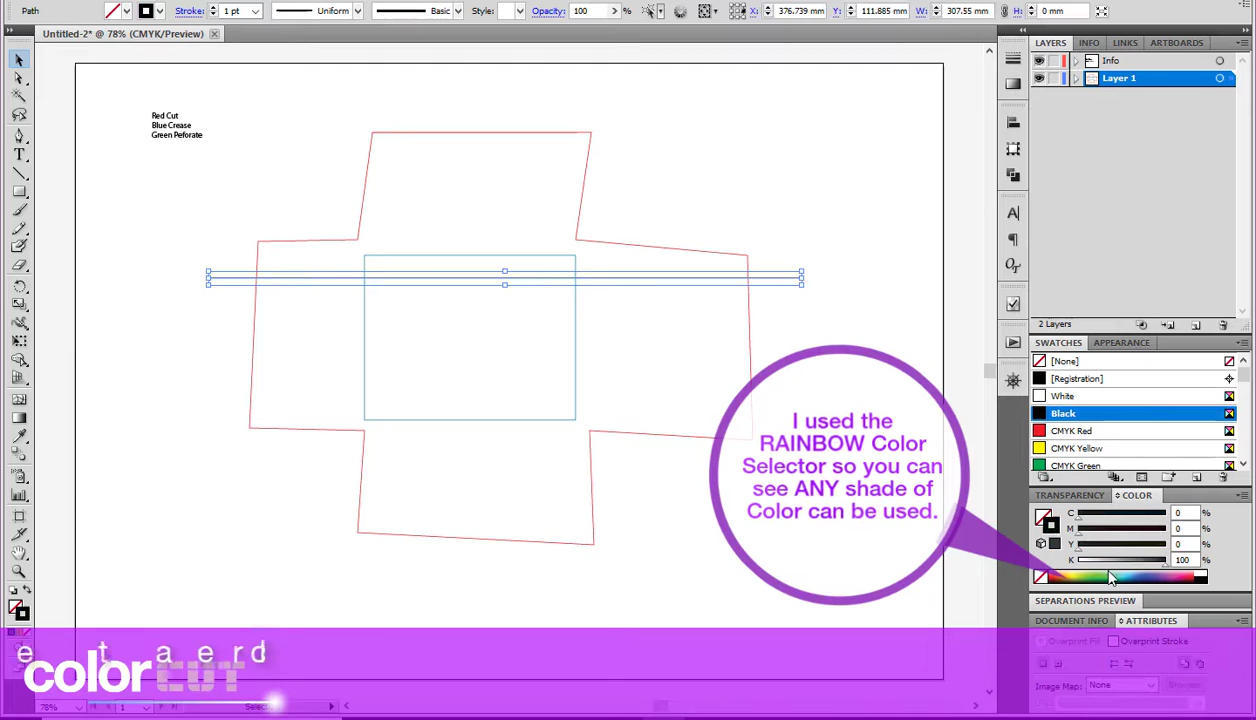 Path
Stroke:
1 pt
Uniform
Basic
Style:
Opacity:
100
%
X:
376.739 mm
Y:
111.885 mm
W:
307.55 mm
H:
0 mm
Untitled-2* @ 78% (CMYK/Preview)
LAYERS
INFO
LINKS
ARTBOARDS
Info
Layer 1
Red Cut
Blue Crease
Green Peforate
2 Layers
SWATCHES
APPEARANCE
[None]
[Registration]
White
Black
CMYK Red
CMYK Yellow
CMYK Green
I used the
RAINBOW Color
Selector so you can
see ANY shade of
Color can be used.
TRANSPARENCY
COLOR
C
0
%
M
0
%
Y
0
%
K
100
%
SEPARATIONS PREVIEW
DOCUMENT INFO
ATTRIBUTES
Overprint Fill
Overprint Stroke
Image Map:
None
Browser...
e t a e r d
color CUT
78%
1